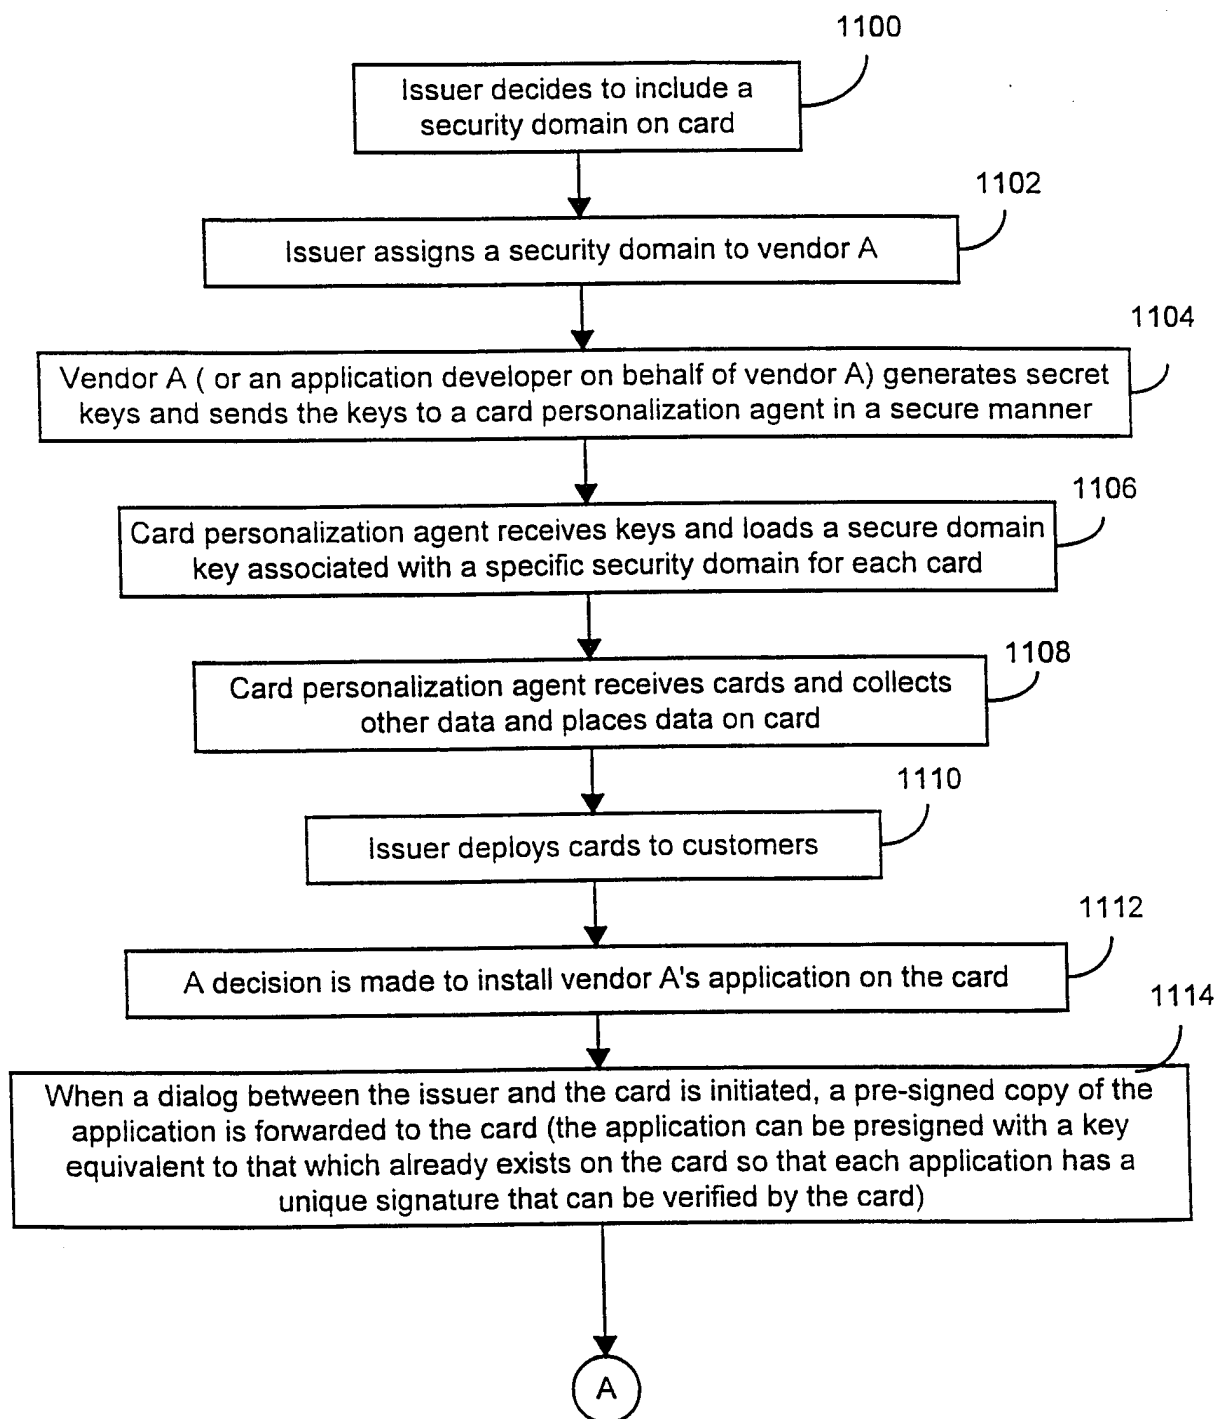 1100
Issuer decides to include a
security domain on card
1102
Issuer assigns a security domain to vendor A
1104
Vendor A ( or an application developer on behalf of vendor A) generates secret
keys and sends the keys to a card personalization agent in a secure manner
1106
Card personalization agent receives keys and loads a secure domain
key associated with a specific security domain for each card
1108
Card personalization agent receives cards and collects
other data and places data on card
1110
Issuer deploys cards to customers
1112
A decision is made to install vendor A's application on the card
1114
When a dialog between the issuer and the card is initiated, a pre-signed copy of the
application is forwarded to the card (the application can be presigned with a key
equivalent to that which already exists on the card so that each application has a
unique signature that can be verified by the card)
A